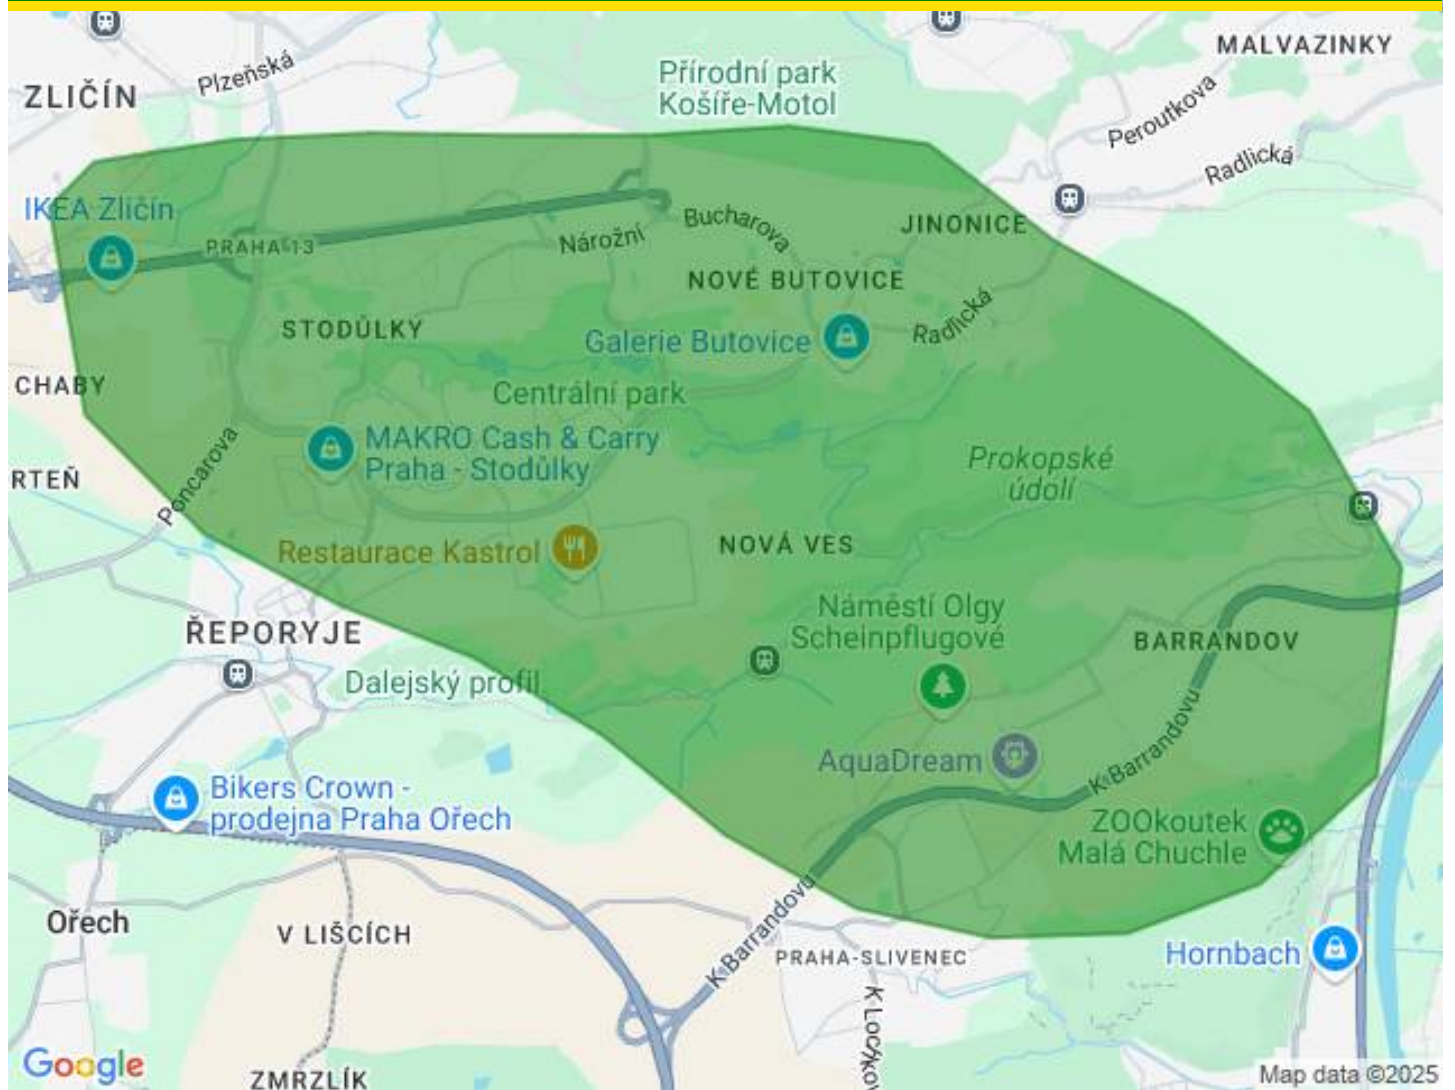 MALVAZINKY
Přírodní park
Košíře-Motol
Plzeňská
ZLIČÍN
Peroutkova
Radlická
IKEA Zličín
PRAHA 13
Nárožní
Bucharova
JINONICE
NOVÉ BUTOVICE
STODŮLKY
Galerie Butovice
Radlická
CHABY
Centrální park
MAKRO Cash & Carry
Praha - Stodůlky
Prokopské
údolí
RTEŇ
Poncarova
Restaurace Kastrol
NOVÁ VES
Náměstí Olgy
Scheinpflugové
ŘEPORYJE
BARRANDOV
Dalejský profil
AquaDream
K Barrandovu
Bikers Crown -
prodejna Praha Ořech
ZOOkoutek
Malá Chuchle
Ořech
V LIŠCÍCH
K Barrandovu
PRAHA-SLIVENEC
Hornbach
K Lochkov
Google
ZMRZLÍK
Map data ©2025